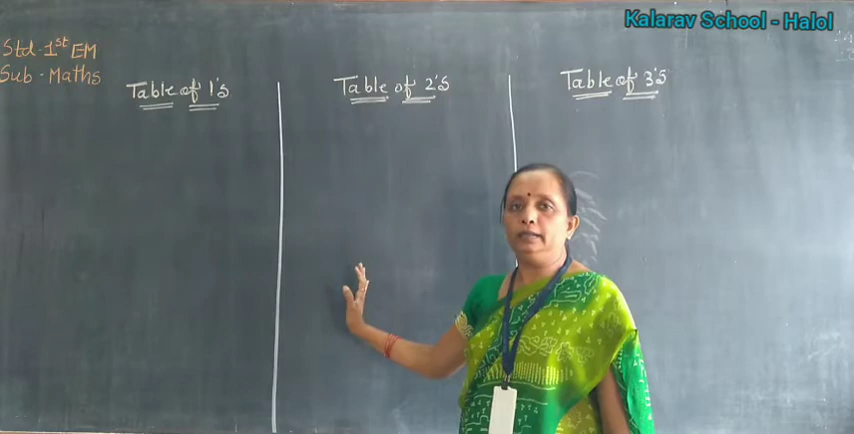 Kalarav School - Halol
Std - 1st EM
Sub - Maths
Table of 1's
Table of 2's
Table of 3's